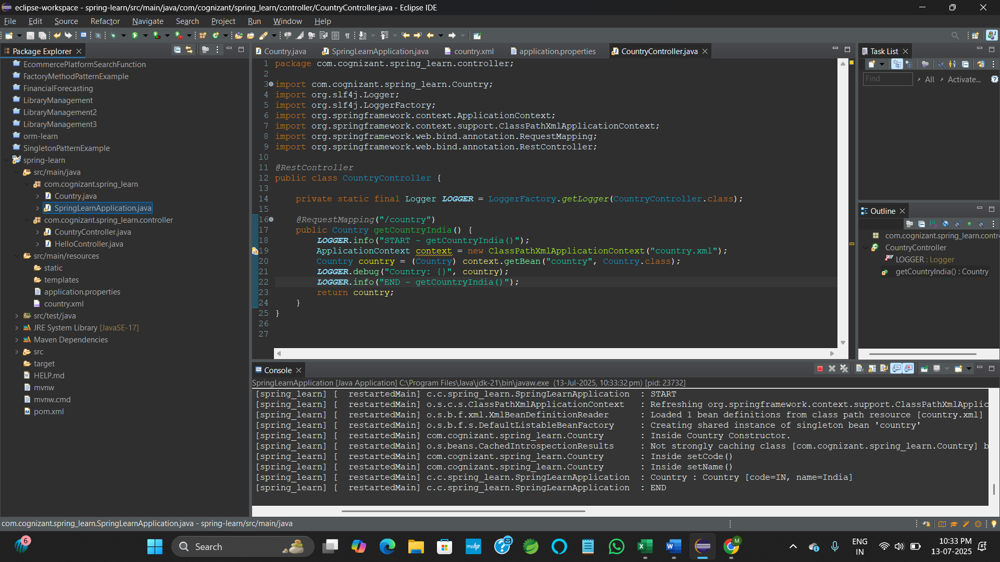 eclipse-workspace - spring-learn/src/main/java/com/cognizant/spring_learn/controller/CountryController.java - Eclipse IDE
File Edit Source Refactor Navigate Search Project Run Window Help
Package Explorer
EcommercePlatformSearchFunction
FactoryMethodPatternExample
FinancialForecasting
LibraryManagement
LibraryManagement2
LibraryManagement3
orm-learn
SingletonPatternExample
spring-learn
src/main/java
com.cognizant.spring_learn
Country.java
SpringLearnApplication.java
com.cognizant.spring_learn.controller
CountryController.java
HelloController.java
src/main/resources
static
templates
application.properties
country.xml
src/test/java
JRE System Library [JavaSE-17]
Maven Dependencies
src
target
HELP.md
mvnw
mvnw.cmd
pom.xml
Country.java SpringLearnApplication.java country.xml application.properties CountryController.java
1 package com.cognizant.spring_learn.controller;
2
3 import com.cognizant.spring_learn.Country;
4 import org.slf4j.Logger;
5 import org.slf4j.LoggerFactory;
6 import org.springframework.context.ApplicationContext;
7 import org.springframework.context.support.ClassPathXmlApplicationContext;
8 import org.springframework.web.bind.annotation.RequestMapping;
9 import org.springframework.web.bind.annotation.RestController;
10
11 @RestController
12 public class CountryController {
13
14 private static final Logger LOGGER = LoggerFactory.getLogger(CountryController.class);
15
16 @RequestMapping("/country")
17 public Country getCountryIndia() {
18 LOGGER.info("START - getCountryIndia()");
19 ApplicationContext context = new ClassPathXmlApplicationContext("country.xml");
20 Country country = (Country) context.getBean("country", Country.class);
21 LOGGER.debug("Country: {}", country);
22 LOGGER.info("END - getCountryIndia()");
23 return country;
24 }
25 }
26
27
Task List
Find All Activate...
Outline
com.cognizant.spring_learn.contr
CountryController
LOGGER : Logger
getCountryIndia() : Country
Console
SpringLearnApplication [Java Application] C:\Program Files\Java\jdk-21\bin\javaw.exe (13-Jul-2025, 10:33:32 pm) [pid: 23732]
[spring_learn] [ restartedMain] c.c.spring_learn.SpringLearnApplication : START
[spring_learn] [ restartedMain] o.s.c.s.ClassPathXmlApplicationContext : Refreshing org.springframework.context.support.ClassPathXmlApplic
[spring_learn] [ restartedMain] o.s.b.f.xml.XmlBeanDefinitionReader : Loaded 1 bean definitions from class path resource [country.xml]
[spring_learn] [ restartedMain] o.s.b.f.s.DefaultListableBeanFactory : Creating shared instance of singleton bean 'country'
[spring_learn] [ restartedMain] com.cognizant.spring_learn.Country : Inside Country Constructor.
[spring_learn] [ restartedMain] o.s.beans.CachedIntrospectionResults : Not strongly caching class [com.cognizant.spring_learn.Country] b
[spring_learn] [ restartedMain] com.cognizant.spring_learn.Country : Inside setCode()
[spring_learn] [ restartedMain] com.cognizant.spring_learn.Country : Inside setName()
[spring_learn] [ restartedMain] c.c.spring_learn.SpringLearnApplication : Country : Country [code=IN, name=India]
[spring_learn] [ restartedMain] c.c.spring_learn.SpringLearnApplication : END
com.cognizant.spring_learn.SpringLearnApplication.java - spring-learn/src/main/java
6
Search
myhp
M
ENG
IN
10:33 PM
13-07-2025